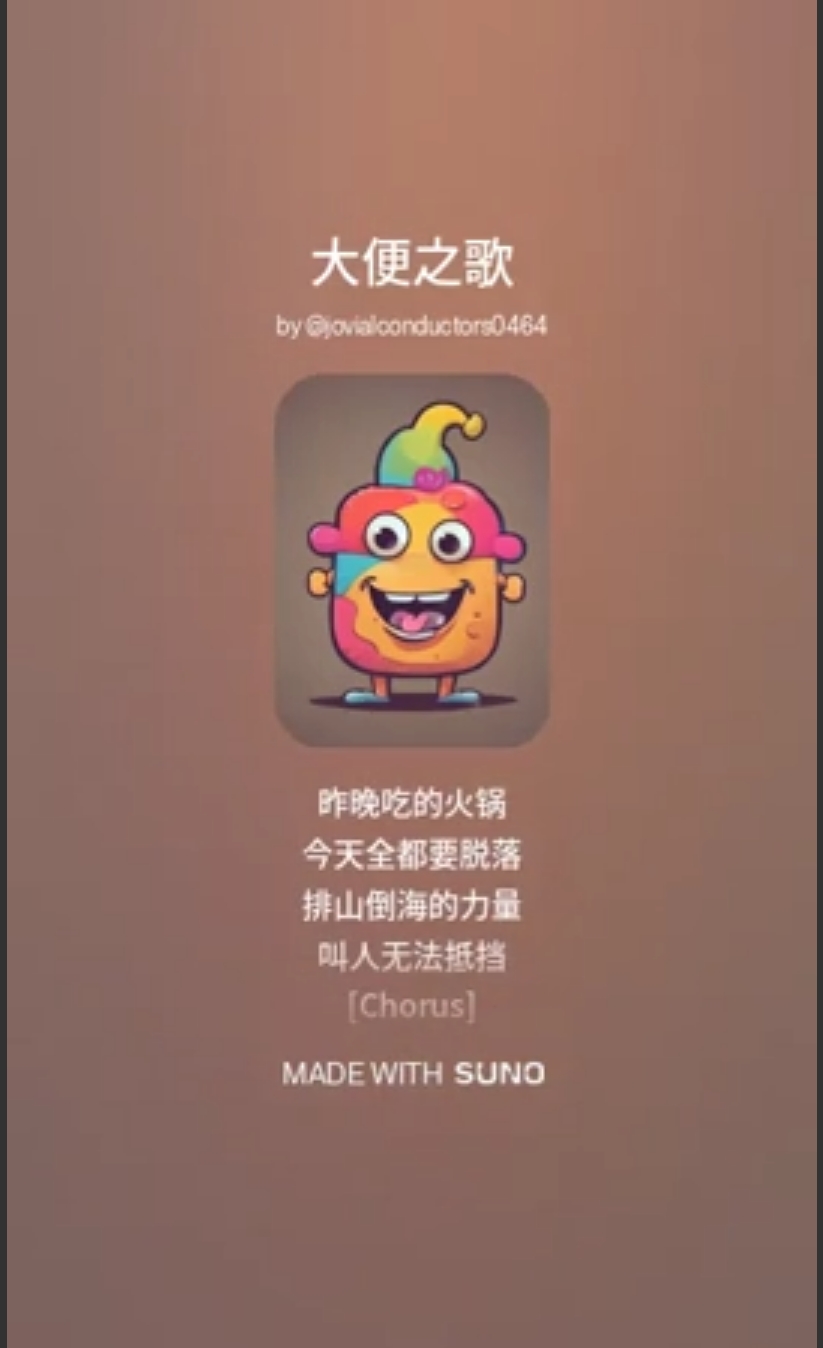 大便之歌
by @jovialconductors0464
昨晚吃的火锅
今天全都要脱落
排山倒海的力量
叫人无法抵挡
[Chorus]
MADE WITH SUNO